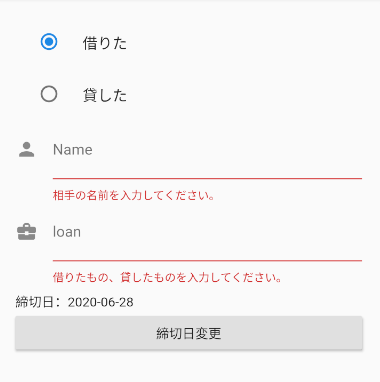 借りた
貸した
Name
相手の名前を入力してください。
loan
借りたもの、貸したものを入力してください。
締切日：2020-06-28
締切日変更